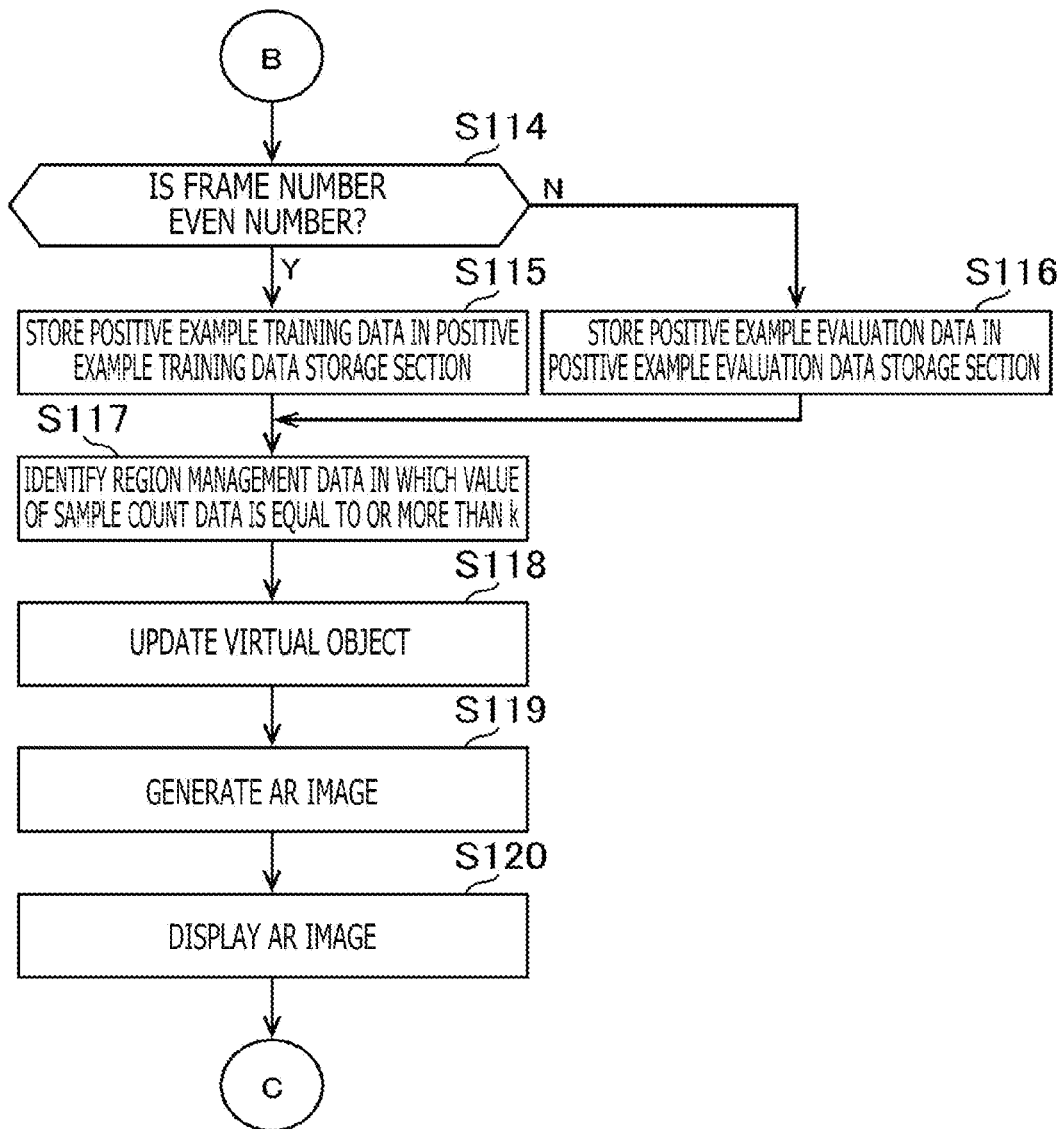 B
S114
IS FRAME NUMBER
EVEN NUMBER?
N
Y
S115
S116
STORE POSITIVE EXAMPLE TRAINING DATA IN POSITIVE
EXAMPLE TRAINING DATA STORAGE SECTION
STORE POSITIVE EXAMPLE EVALUATION DATA IN
POSITIVE EXAMPLE EVALUATION DATA STORAGE SECTION
S117
IDENTIFY REGION MANAGEMENT DATA IN WHICH VALUE
OF SAMPLE COUNT DATA IS EQUAL TO OR MORE THAN k
S118
UPDATE VIRTUAL OBJECT
S119
GENERATE AR IMAGE
S120
DISPLAY AR IMAGE
C